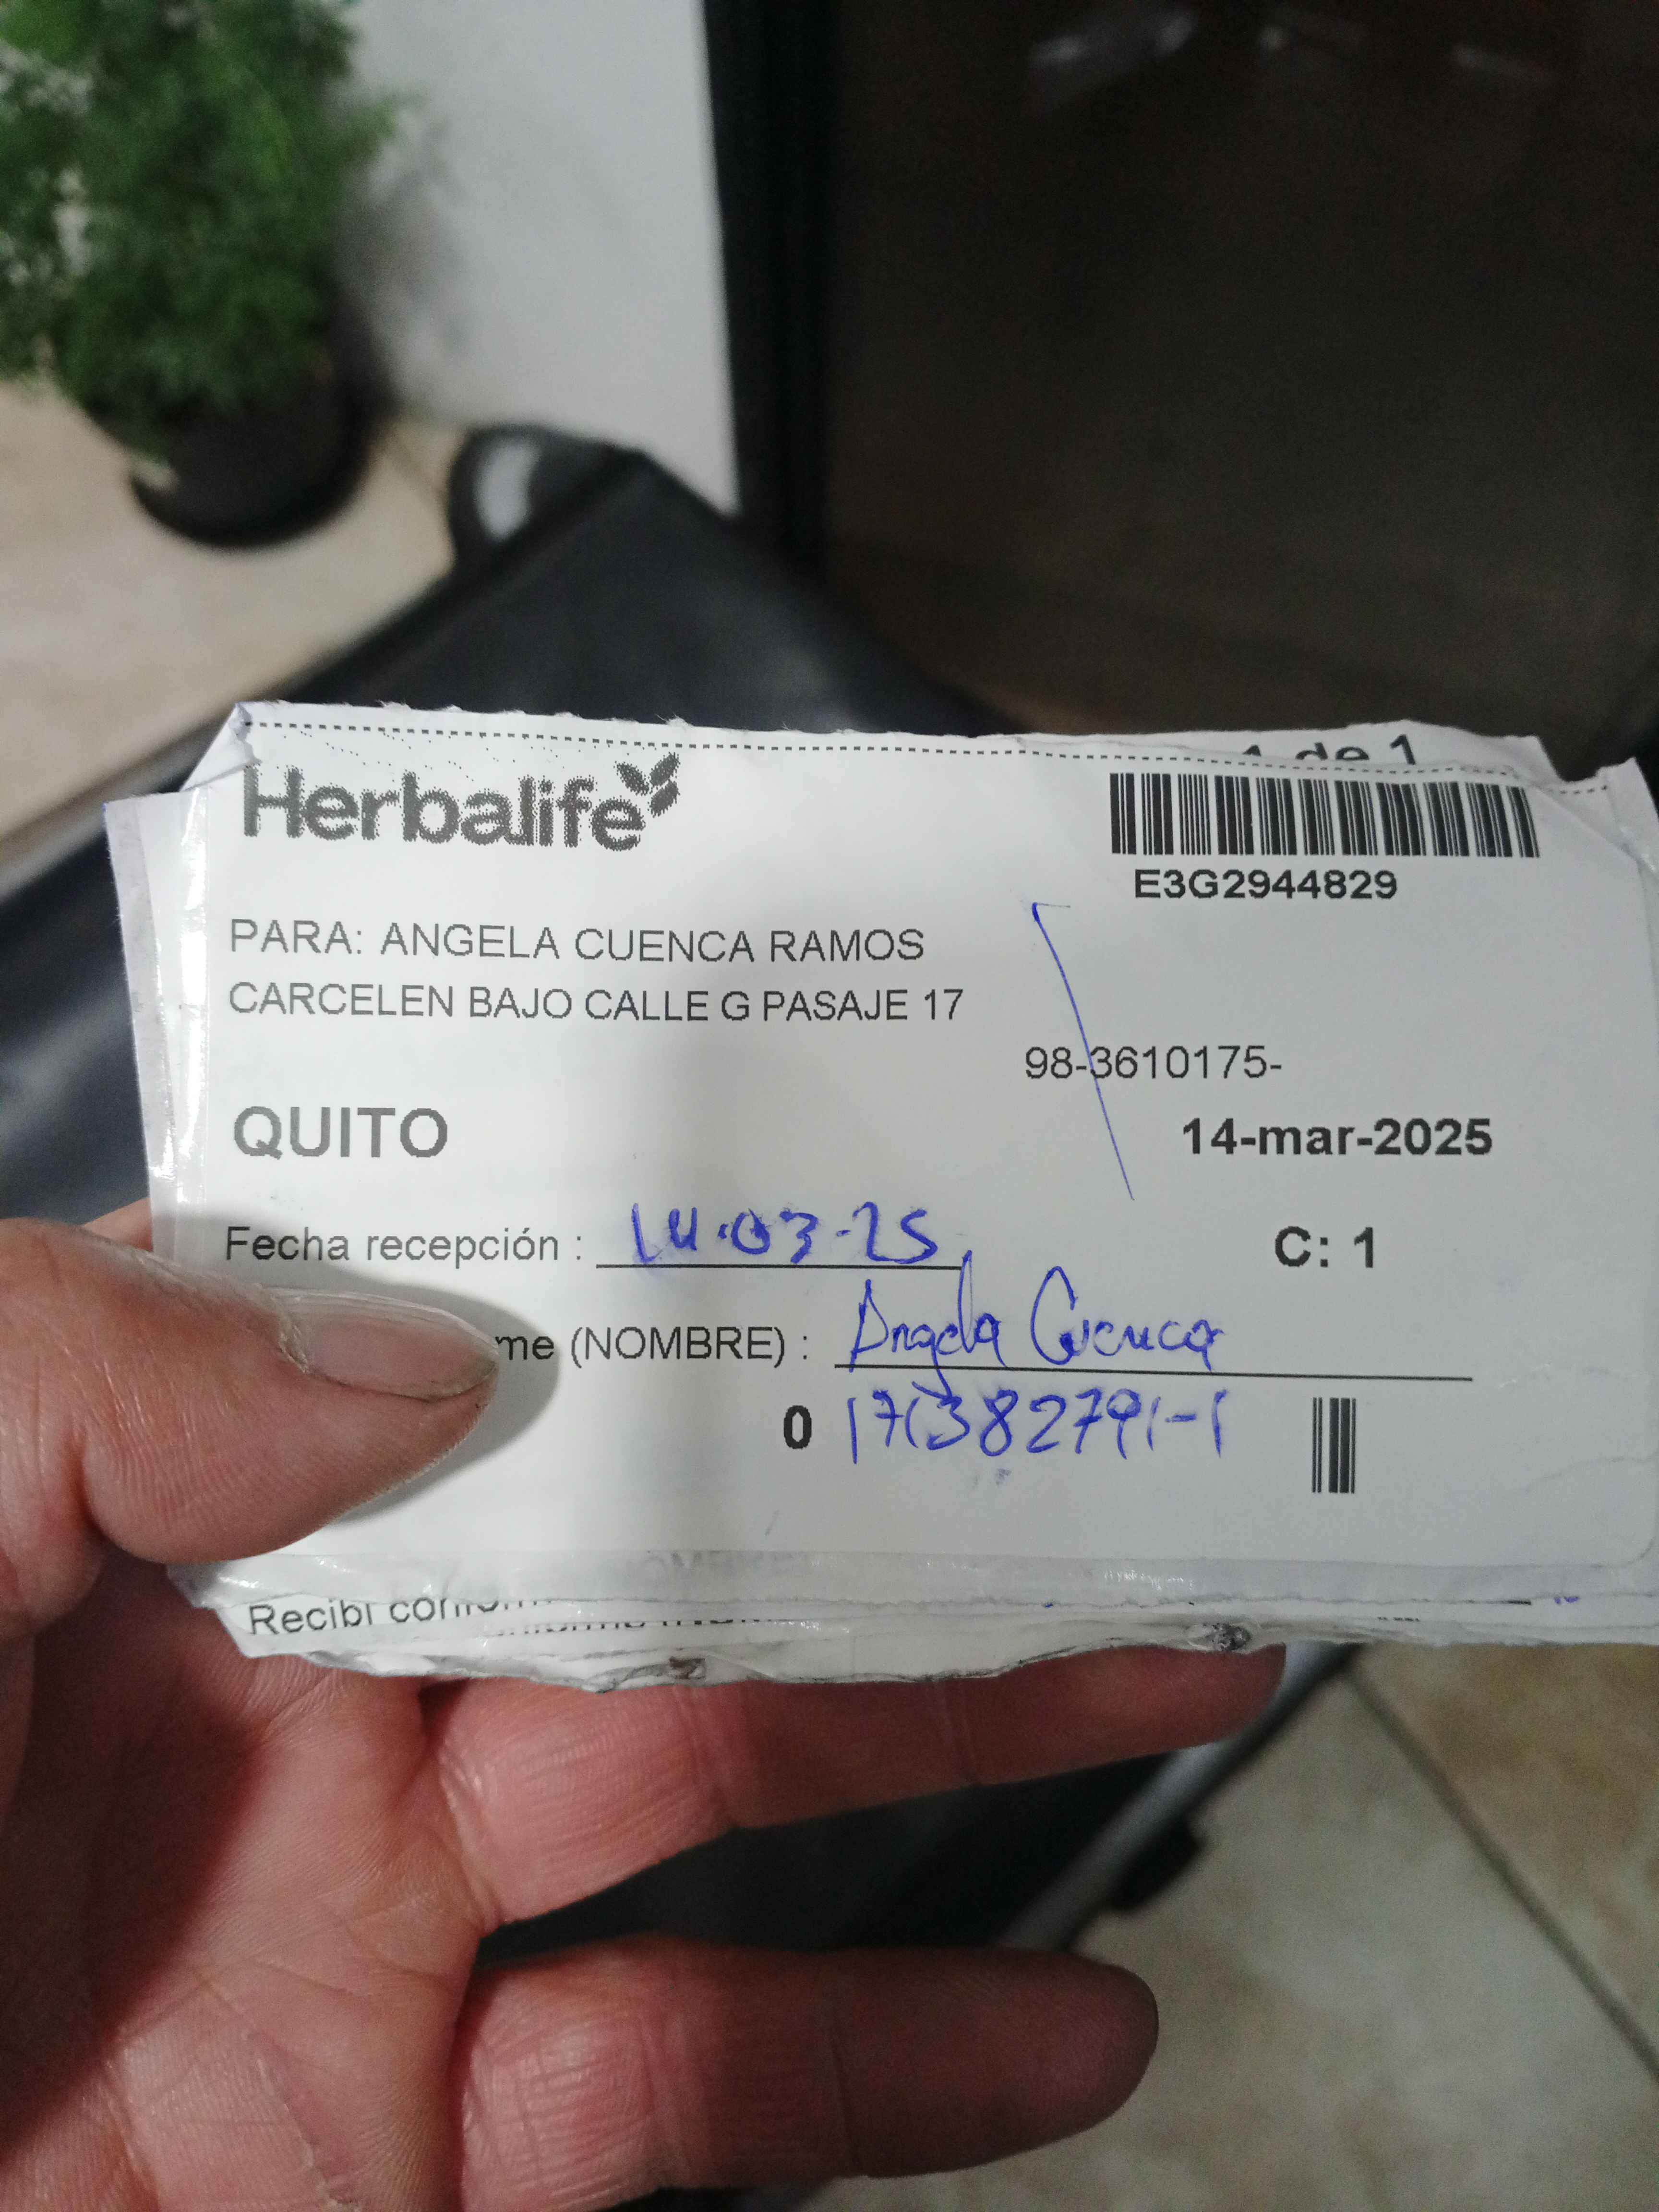 1 de 1
Herbalife
E3G2944829
PARA: ANGELA CUENCA RAMOS
CARCELEN BAJO CALLE G PASAJE 17
98-3610175-
QUITO
14-mar-2025
Fecha recepción : 14-03-25
C: 1
me (NOMBRE) : Angela Cuenca
0 171382791-1
Recibi